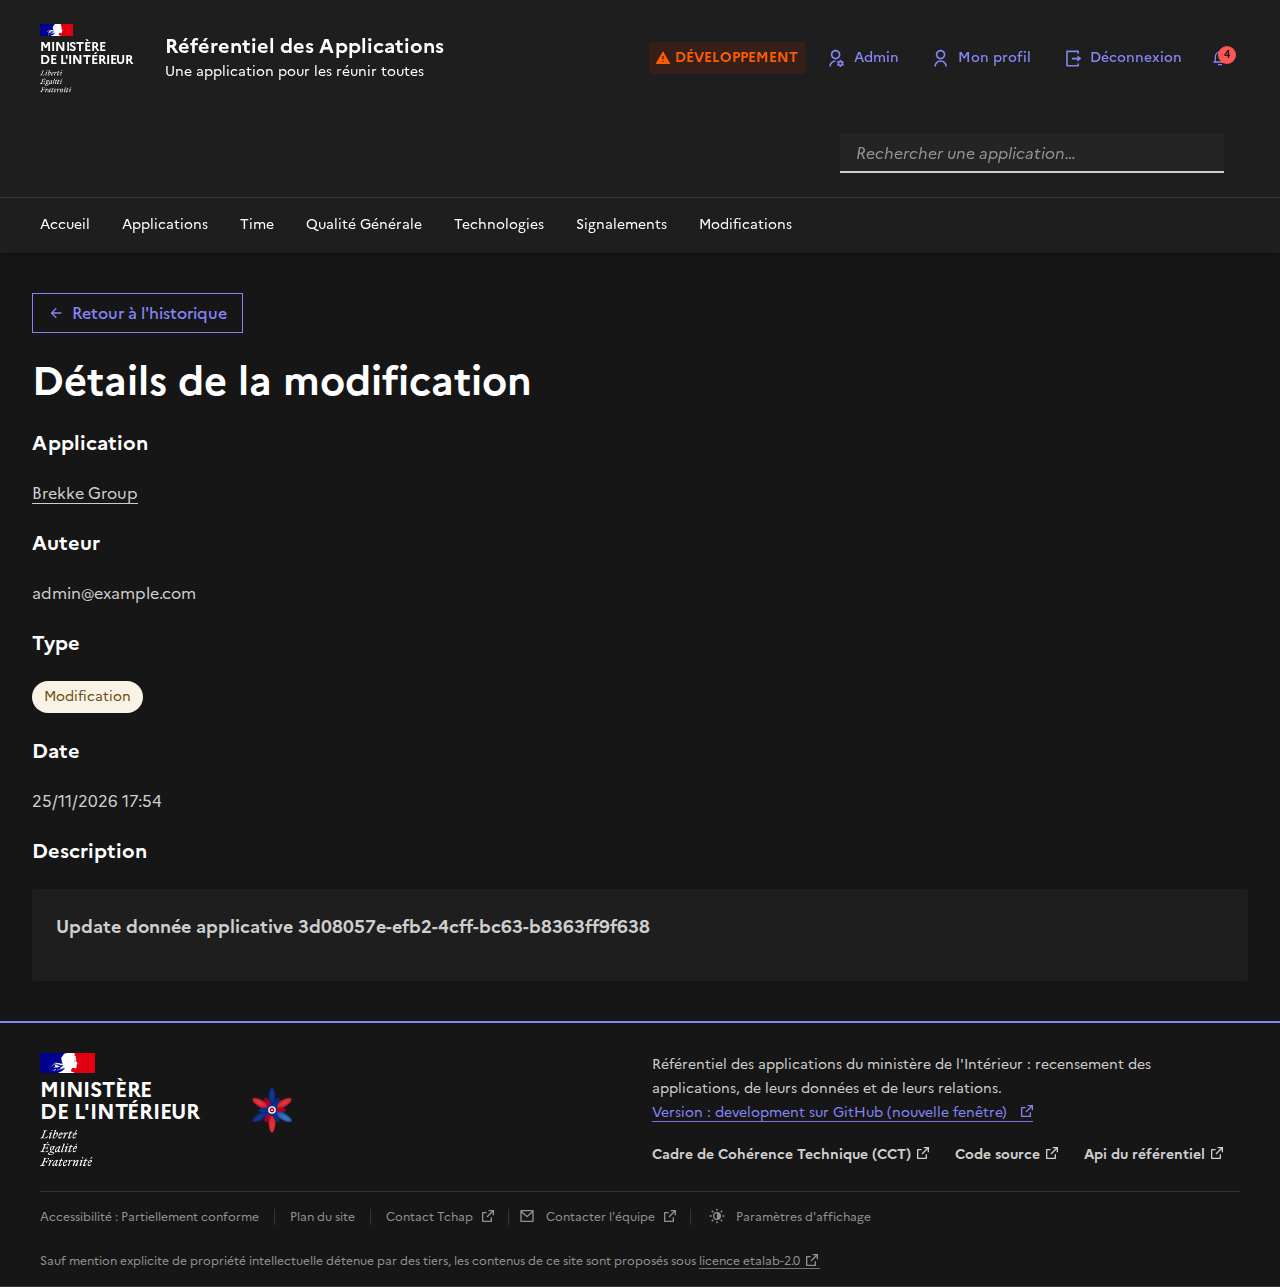 MINISTÈRE
DE L'INTÉRIEUR
Liberté
Égalité
Fraternité
Référentiel des Applications
Une application pour les réunir toutes
DÉVELOPPEMENT
Admin
Mon profil
Déconnexion
4
Rechercher une application...
Accueil
Applications
Time
Qualité Générale
Technologies
Signalements
Modifications
Retour à l'historique
Détails de la modification
Application
Brekke Group
Auteur
admin@example.com
Type
Modification
Date
25/11/2026 17:54
Description
Update donnée applicative 3d08057e-efb2-4cff-bc63-b8363ff9f638
MINISTÈRE
DE L'INTÉRIEUR
Liberté
Égalité
Fraternité
Référentiel des applications du ministère de l'Intérieur : recensement des
applications, de leurs données et de leurs relations.
Version : development sur GitHub (nouvelle fenêtre)
Cadre de Cohérence Technique (CCT)
Code source
Api du référentiel
Accessibilité : Partiellement conforme
Plan du site
Contact Tchap
Contacter l'équipe
Paramètres d'affichage
Sauf mention explicite de propriété intellectuelle détenue par des tiers, les contenus de ce site sont proposés sous licence etalab-2.0